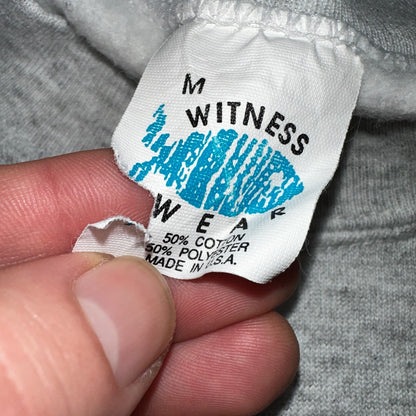 M
WITNESS
WEAR
50% COTTON
50% POLYESTER
MADE IN U.S.A.